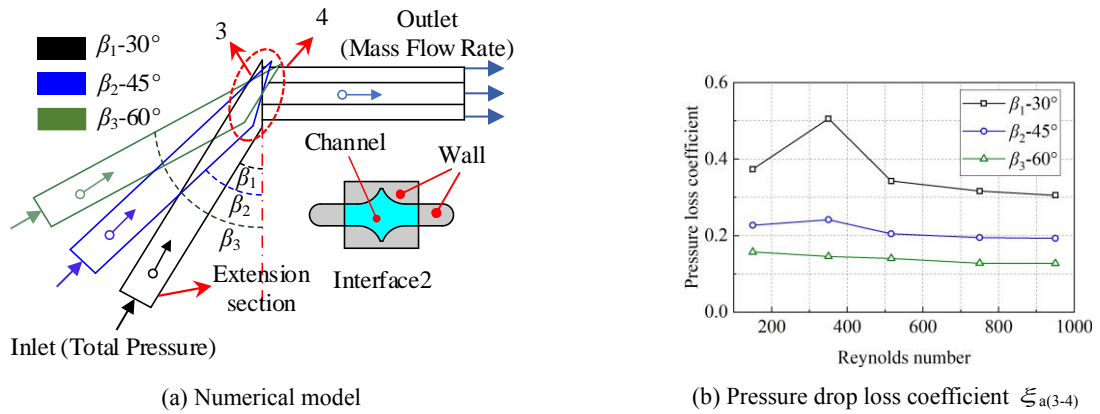 β1-30°
β2-45°
β3-60°
3
4
Outlet
(Mass Flow Rate)
Channel
Wall
β1
β2
β3
Extension
section
Interface2
Inlet (Total Pressure)
(a) Numerical model
0.6
0.4
0.2
0.0
Pressure loss coefficient
β1-30°
β2-45°
β3-60°
200
400
600
800
1000
Reynolds number
(b) Pressure drop loss coefficient ξa(3-4)